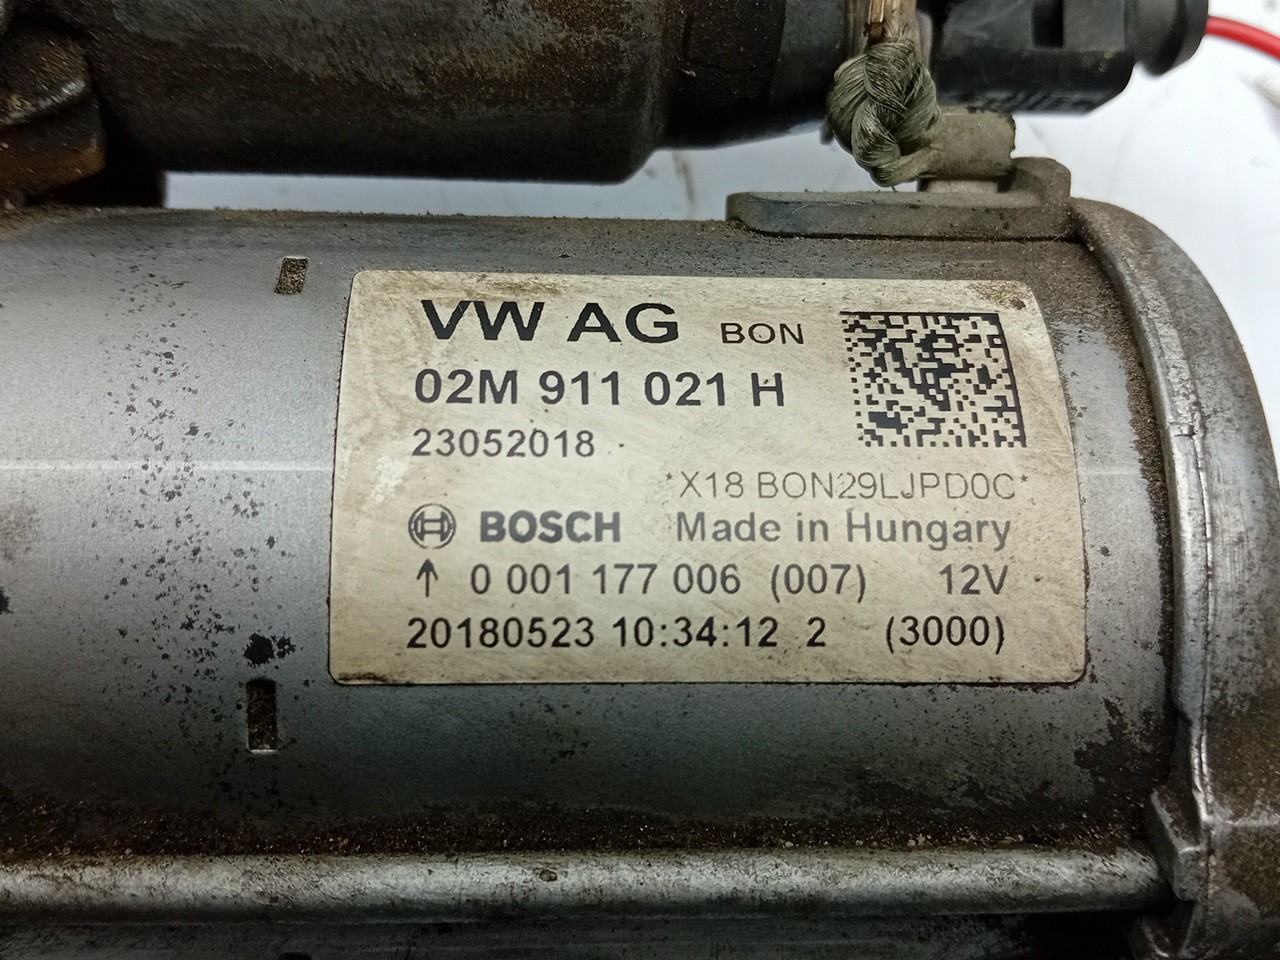 VW AG BON
02M 911 021 H
23052018
*X18 BON29LJPD0C*
BOSCH Made in Hungary
↑ 0 001 177 006 (007) 12V
20180523 10:34:12 2 (3000)